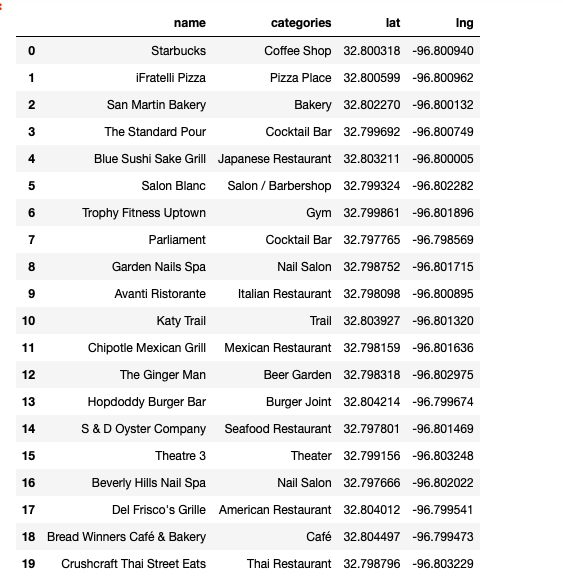 name categories lat lng
0 Starbucks Coffee Shop 32.800318 -96.800940
1 iFratelli Pizza Pizza Place 32.800599 -96.800962
2 San Martin Bakery Bakery 32.802270 -96.800132
3 The Standard Pour Cocktail Bar 32.799692 -96.800749
4 Blue Sushi Sake Grill Japanese Restaurant 32.803211 -96.800005
5 Salon Blanc Salon / Barbershop 32.799324 -96.802282
6 Trophy Fitness Uptown Gym 32.799861 -96.801896
7 Parliament Cocktail Bar 32.797765 -96.798569
8 Garden Nails Spa Nail Salon 32.798752 -96.801715
9 Avanti Ristorante Italian Restaurant 32.798098 -96.800895
10 Katy Trail Trail 32.803927 -96.801320
11 Chipotle Mexican Grill Mexican Restaurant 32.798159 -96.801636
12 The Ginger Man Beer Garden 32.798318 -96.802975
13 Hopdoddy Burger Bar Burger Joint 32.804214 -96.799674
14 S & D Oyster Company Seafood Restaurant 32.797801 -96.801469
15 Theatre 3 Theater 32.799156 -96.803248
16 Beverly Hills Nail Spa Nail Salon 32.797666 -96.802022
17 Del Frisco's Grille American Restaurant 32.804012 -96.799541
18 Bread Winners Café & Bakery Café 32.804497 -96.799473
19 Crushcraft Thai Street Eats Thai Restaurant 32.798796 -96.803229